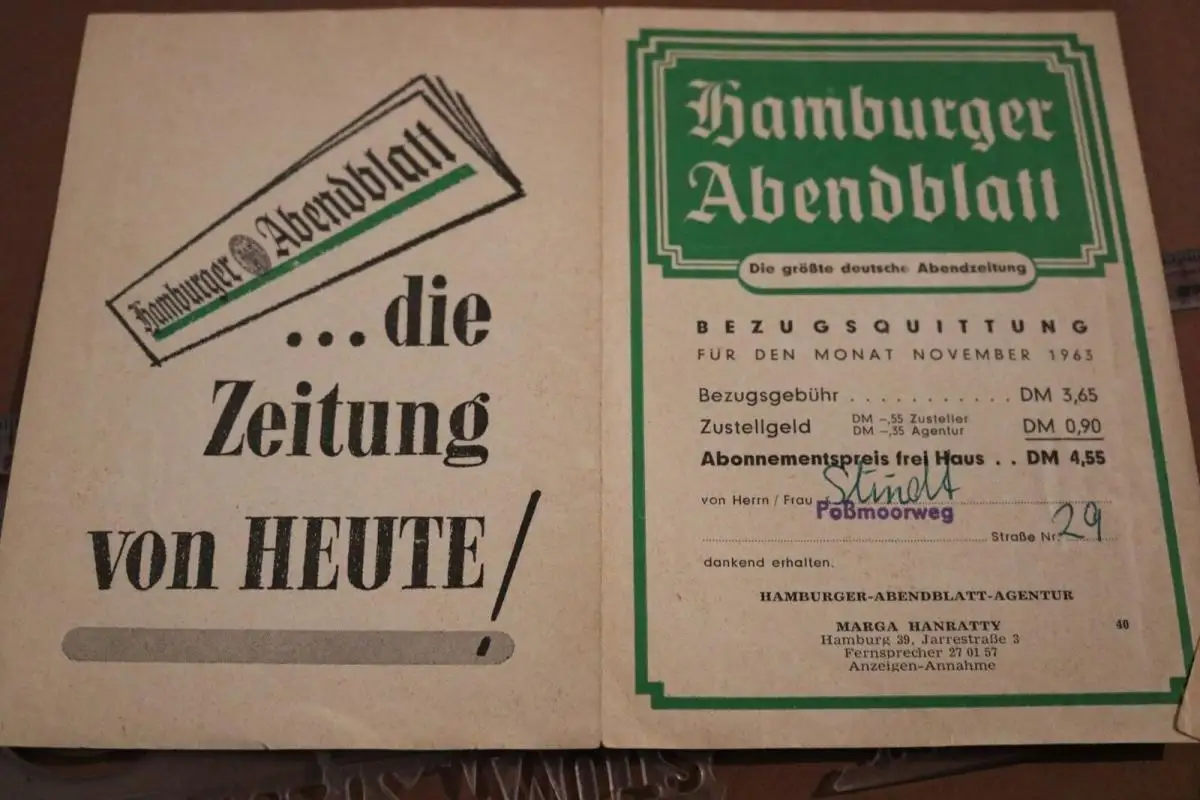 Hamburger Abendblatt
... die
Zeitung
von HEUTE!
Hamburger
Abendblatt
Die größte deutsche Abendzeitung
BEZUGSQUITTUNG
FÜR DEN MONAT NOVEMBER 1963
Bezugsgebühr . . . . . . . . . . . DM 3,65
Zustellgeld DM –,55 Zusteller DM 0,90
DM –,35 Agentur
Abonnementspreis frei Haus . . DM 4,55
von Herrn / Frau Stindt
Poßmoorweg
Straße Nr. 29
dankend erhalten.
HAMBURGER-ABENDBLATT-AGENTUR
MARGA HANRATTY 40
Hamburg 39, Jarrestraße 3
Fernsprecher 27 01 57
Anzeigen-Annahme